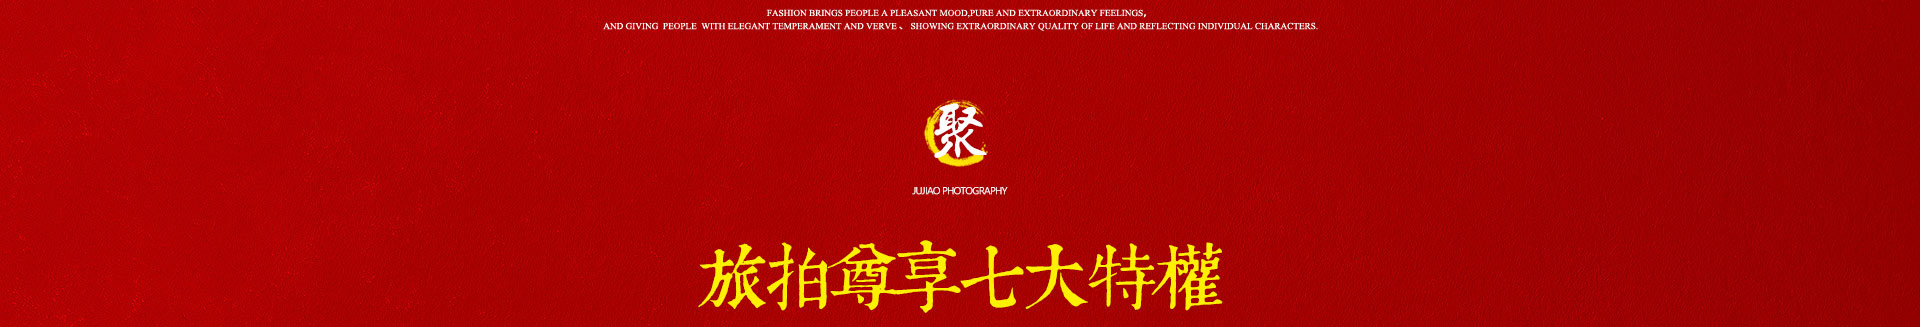 FASHION BRINGS PEOPLE A PLEASANT MOOD,PURE AND EXTRAORDINARY FEELINGS,
AND GIVING PEOPLE WITH ELEGANT TEMPERAMENT AND VERVE、 SHOWING EXTRAORDINARY QUALITY OF LIFE AND REFLECTING INDIVIDUAL CHARACTERS.
聚
JUJIAO PHOTOGRAPHY
旅拍尊享七大特權